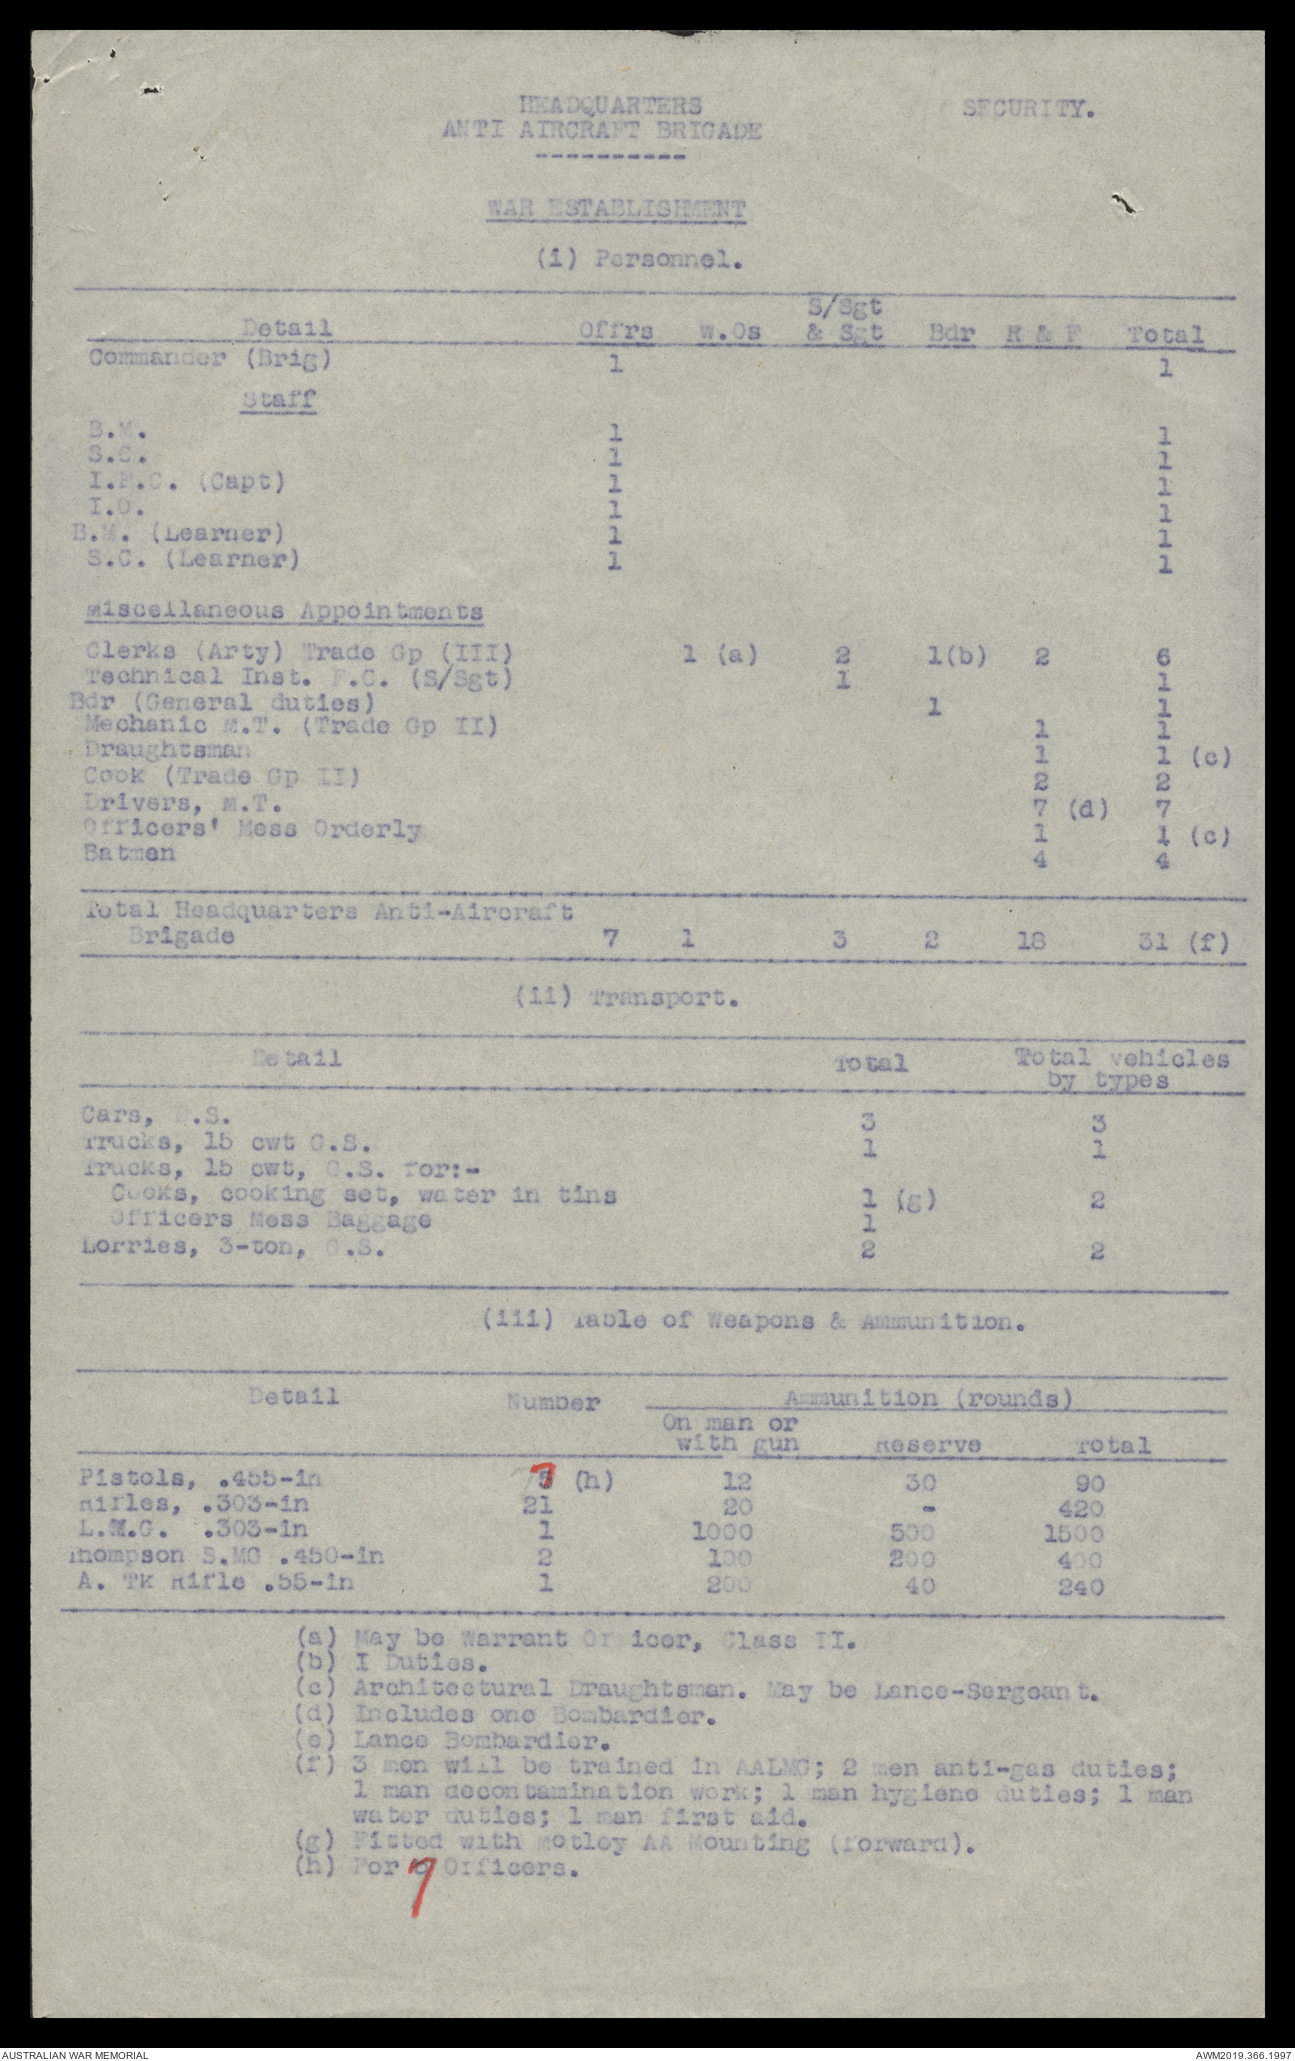 HEADQUARTERS SECURITY.
ANTI AIRCRAFT BRIGADE
----------
WAR ESTABLISHMENT
(i) Personnel.
S/Sgt
Detail Offrs W.Os & Sgt Bdr R & F Total
Commander (Brig) 1 1
Staff
B.M. 1 1
S.C. 1 1
I.F.C. (Capt) 1 1
I.O. 1 1
B.M. (Learner) 1 1
S.C. (Learner) 1 1
Miscellaneous Appointments
Clerks (Arty) Trade Gp (III) 1 (a) 2 1(b) 2 6
Technical Inst. F.C. (S/Sgt) 1 1
Bdr (General duties) 1 1
Mechanic M.T. (Trade Gp II) 1 1
Draughtsman 1 1 (c)
Cook (Trade Gp II) 2 2
Drivers, M.T. 7 (d) 7
Officers' Mess Orderly 1 1 (c)
Batmen 4 4
Total Headquarters Anti-Aircraft
Brigade 7 1 3 2 18 31 (f)
(ii) Transport.
Detail Total Total vehicles
by types
Cars, F.S. 3 3
Trucks, 15 cwt G.S. 1 1
Trucks, 15 cwt, G.S. for:-
Cooks, cooking set, water in tins 1 (g) 2
Officers Mess Baggage 1
Lorries, 3-ton, G.S. 2 2
(iii) Table of Weapons & Ammunition.
Detail Number Ammunition (rounds)
On man or
with gun Reserve Total
Pistols, .455-in 5 7 (h) 12 30 90
Rifles, .303-in 21 20 - 420
L.M.G. .303-in 1 1000 500 1500
Thompson S.MG .450-in 2 100 200 400
A. Tk Rifle .55-in 1 200 40 240
(a) May be Warrant Officer, Class II.
(b) I Duties.
(c) Architectural Draughtsman. May be Lance-Sergeant.
(d) Includes one Bombardier.
(e) Lance Bombardier.
(f) 3 men will be trained in AALMG; 2 men anti-gas duties;
1 man decontamination work; 1 man hygiene duties; 1 man
water duties; 1 man first aid.
(g) Fitted with Motley AA Mounting (forward).
(h) For 7 Officers.
AUSTRALIAN WAR MEMORIAL AWM2019.366.1997